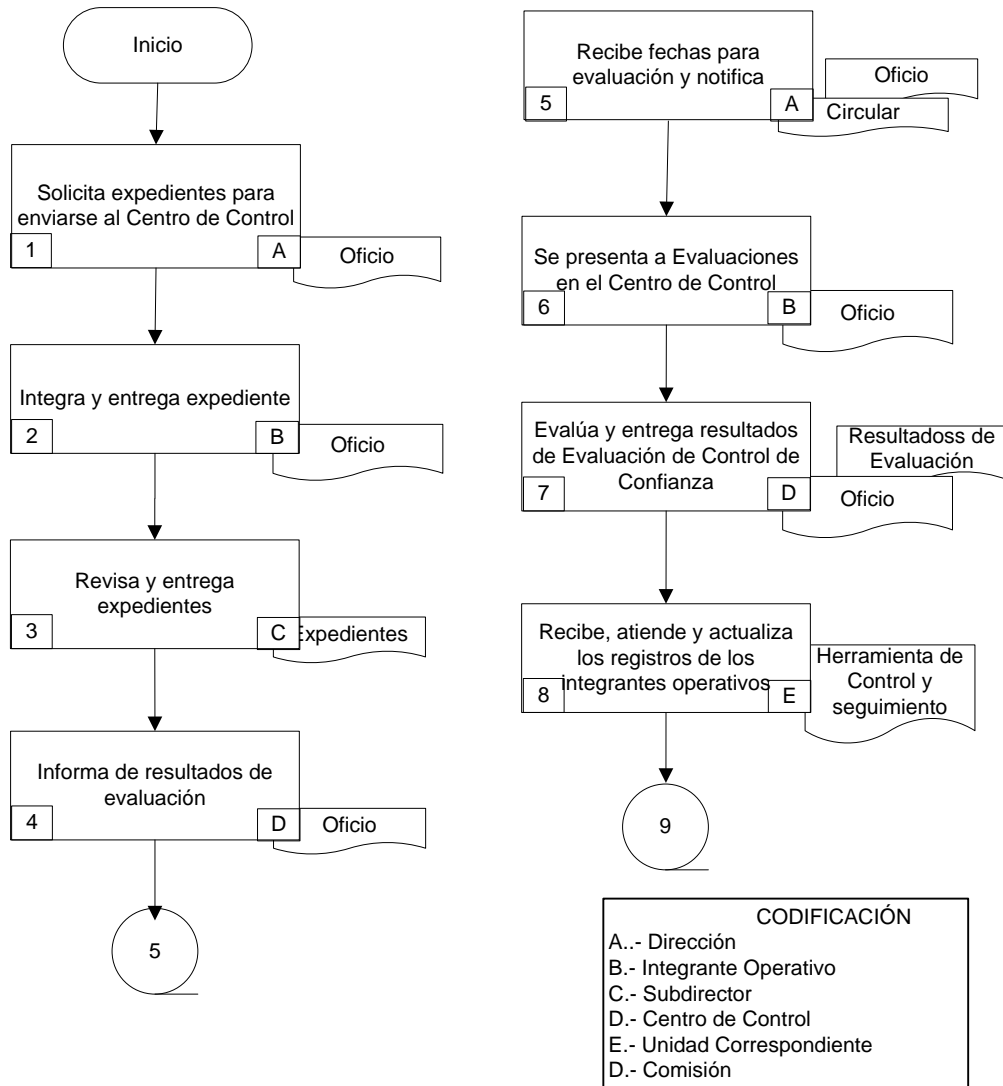 Inicio
Solicita expedientes para
enviarse al Centro de Control
1
A
Oficio
Integra y entrega expediente
2
B
Oficio
Revisa y entrega
expedientes
3
C
Expedientes
Informa de resultados de
evaluación
4
D
Oficio
5
Recibe fechas para
evaluación y notifica
5
A
Oficio
Circular
Se presenta a Evaluaciones
en el Centro de Control
6
B
Oficio
Evalúa y entrega resultados
de Evaluación de Control de
Confianza
7
D
Resultadoss de
Evaluación
Oficio
Recibe, atiende y actualiza
los registros de los
integrantes operativos
8
E
Herramienta de
Control y
seguimiento
9
CODIFICACIÓN
A..- Dirección
B.- Integrante Operativo
C.- Subdirector
D.- Centro de Control
E.- Unidad Correspondiente
D.- Comisión